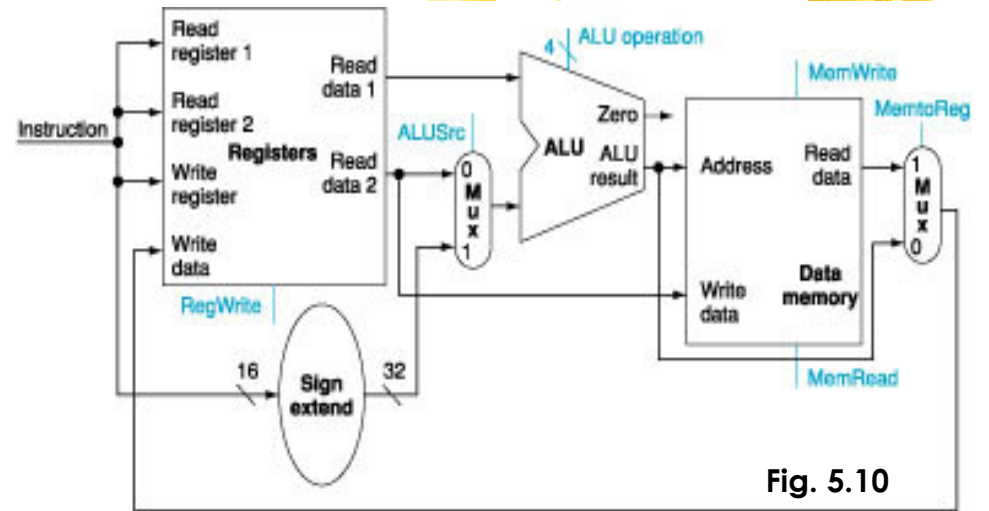 Instruction
Read
register 1
Read
register 2
Registers
Write
register
Write
data
Read
data 1
Read
data 2
RegWrite
16
Sign
extend
32
ALUSrc
0
M
u
x
1
4
ALU operation
Zero
ALU
ALU
result
MemWrite
Address
Read
data
Write
data
Data
memory
MemRead
MemtoReg
1
M
u
x
0
Fig. 5.10